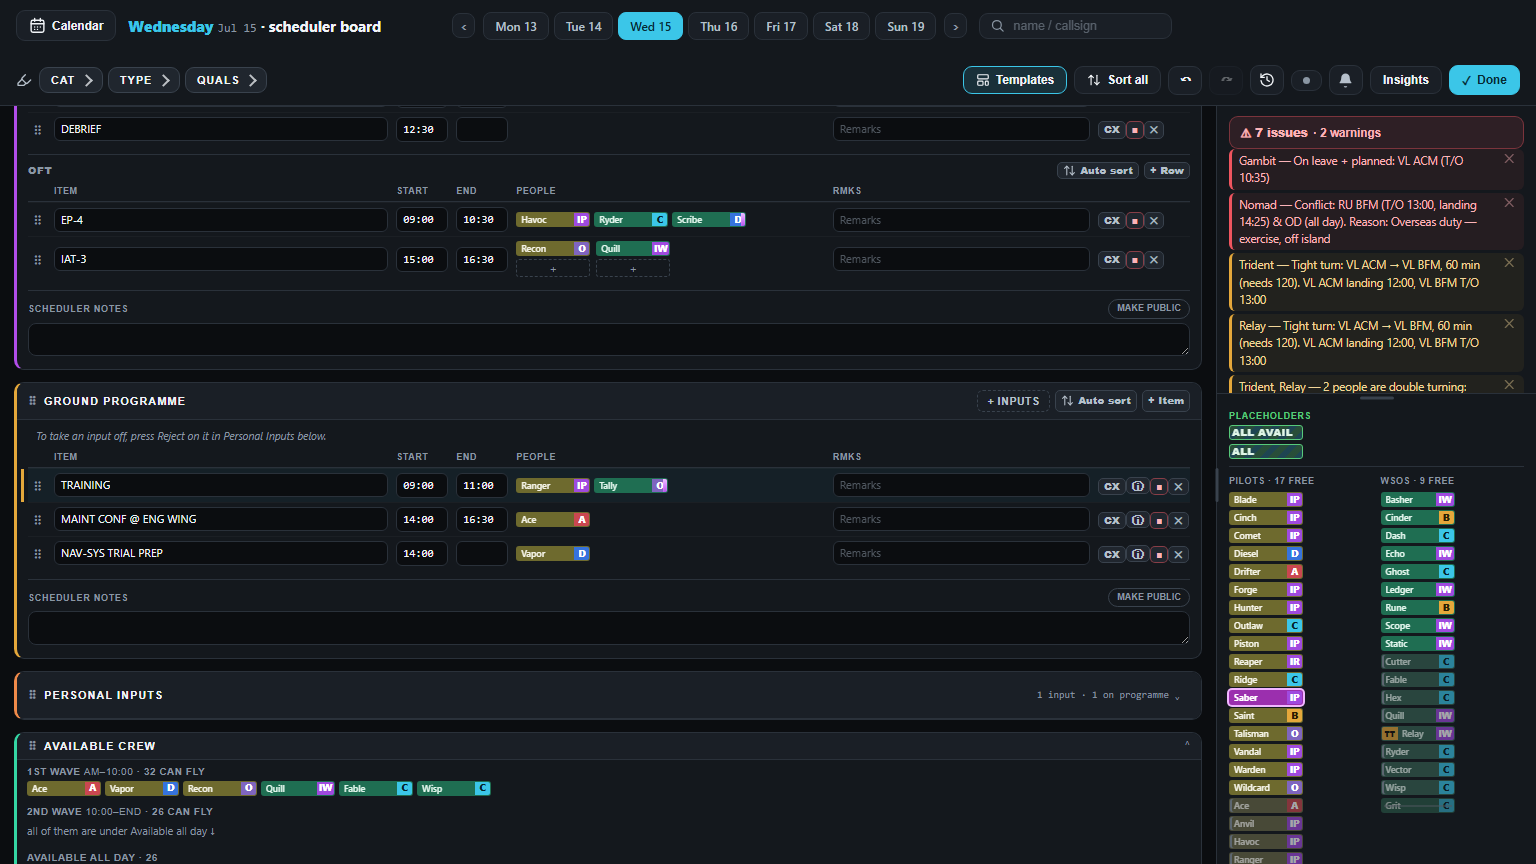 Calendar
Wednesday Jul 15 · scheduler board
Mon 13
Tue 14
Wed 15
Thu 16
Fri 17
Sat 18
Sun 19
name / callsign
CAT
TYPE
QUALS
Templates
Sort all
Insights
✓ Done
DEBRIEF
12:30
Remarks
CX
OFT
Auto sort
+ Row
ITEM START END PEOPLE RMKS
EP-4 09:00 10:30 Havoc IP Ryder C Scribe D Remarks CX
IAT-3 15:00 16:30 Recon O Quill IW Remarks CX
+ +
SCHEDULER NOTES
MAKE PUBLIC
GROUND PROGRAMME
+ INPUTS
Auto sort
+ Item
To take an input off, press Reject on it in Personal Inputs below.
ITEM START END PEOPLE RMKS
TRAINING 09:00 11:00 Ranger IP Tally O Remarks CX
MAINT CONF @ ENG WING 14:00 16:30 Ace A Remarks CX
NAV-SYS TRIAL PREP 14:00 Vapor D Remarks CX
SCHEDULER NOTES
MAKE PUBLIC
PERSONAL INPUTS
1 input · 1 on programme
AVAILABLE CREW
1ST WAVE AM–10:00 · 32 CAN FLY
Ace A Vapor D Recon O Quill IW Fable C Wisp C
2ND WAVE 10:00–END · 26 CAN FLY
all of them are under Available all day ↓
AVAILABLE ALL DAY · 26
⚠ 7 issues · 2 warnings
Gambit — On leave + planned: VL ACM (T/O
10:35)
Nomad — Conflict: RU BFM (T/O 13:00, landing
14:25) & OD (all day). Reason: Overseas duty —
exercise, off island
Trident — Tight turn: VL ACM → VL BFM, 60 min
(needs 120). VL ACM landing 12:00, VL BFM T/O
13:00
Relay — Tight turn: VL ACM → VL BFM, 60 min
(needs 120). VL ACM landing 12:00, VL BFM T/O
13:00
Trident, Relay — 2 people are double turning:
PLACEHOLDERS
ALL AVAIL
ALL
PILOTS · 17 FREE
Blade IP
Cinch IP
Comet IP
Diesel D
Drifter A
Forge IP
Hunter IP
Outlaw C
Piston IP
Reaper IR
Ridge C
Saber IP
Saint B
Talisman O
Vandal IP
Warden IP
Wildcard O
Ace A
Anvil IP
Havoc IP
Ranger IP
WSOS · 9 FREE
Basher IW
Cinder B
Dash C
Echo IW
Ghost C
Ledger IW
Rune B
Scope IW
Static IW
Cutter C
Fable C
Hex C
Quill IW
TT Relay IW
Ryder C
Vector C
Wisp C
Grit C